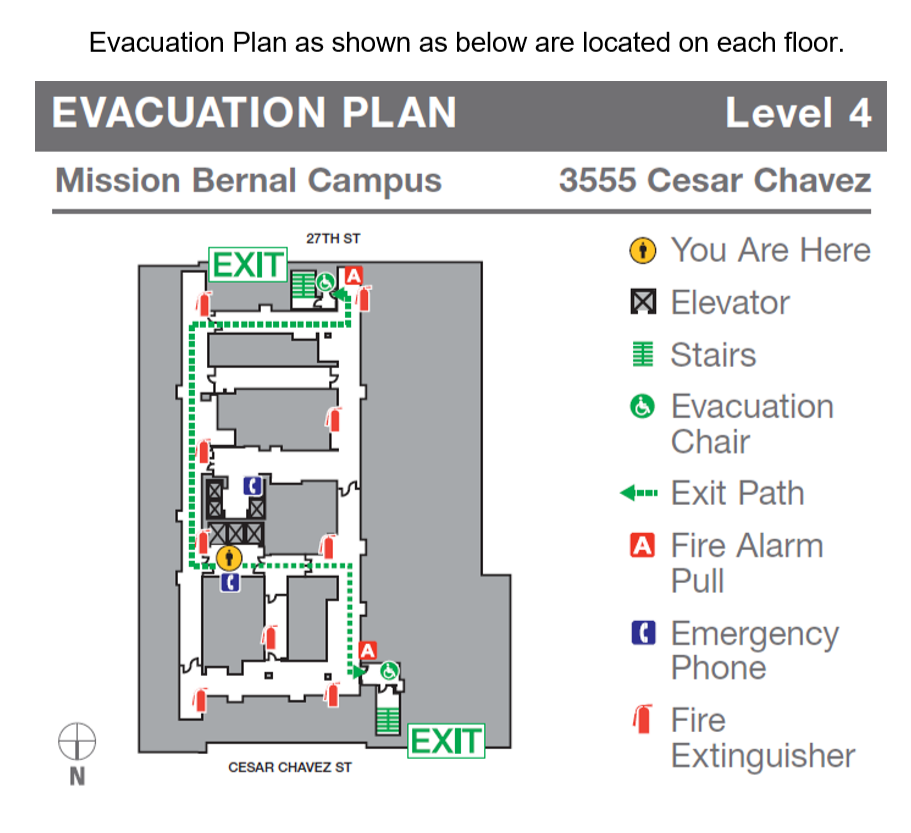 Evacuation Plan as shown as below are located on each floor.
EVACUATION PLAN Level 4
Mission Bernal Campus 3555 Cesar Chavez
27TH ST
EXIT
A
A
EXIT
CESAR CHAVEZ ST
N
You Are Here
Elevator
Stairs
Evacuation
Chair
Exit Path
A Fire Alarm
Pull
Emergency
Phone
Fire
Extinguisher